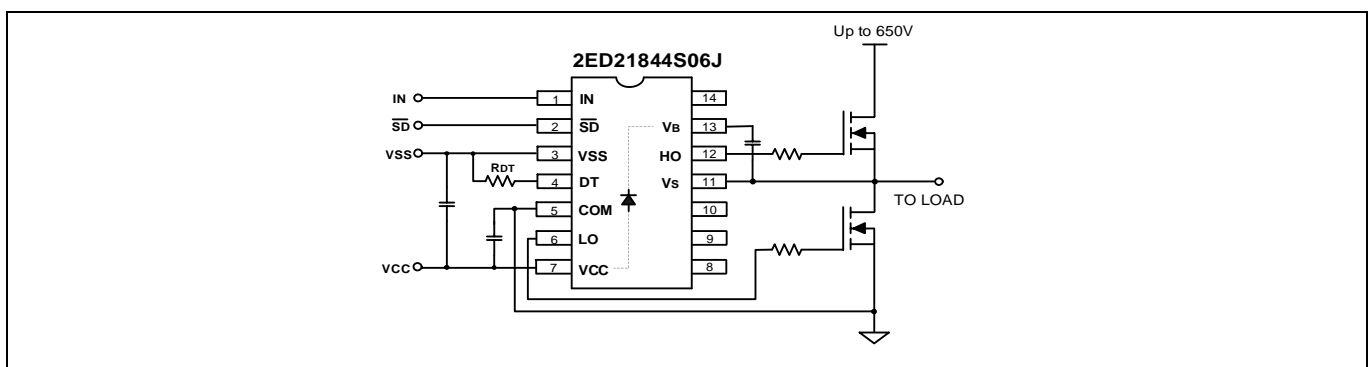 Up to 650V
2ED21844S06J
IN 1 IN 14
SD 2 SD VB 13
VSS 3 VSS HO 12
RDT 4 DT Vs 11
TO LOAD
5 COM 10
6 LO 9
VCC 7 VCC 8